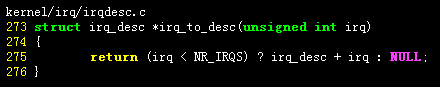 kernel/irq/irqdesc.c
273 struct irq_desc *irq_to_desc(unsigned int irq)
274 {
275 return (irq < NR_IRQS) ? irq_desc + irq : NULL;
276 }